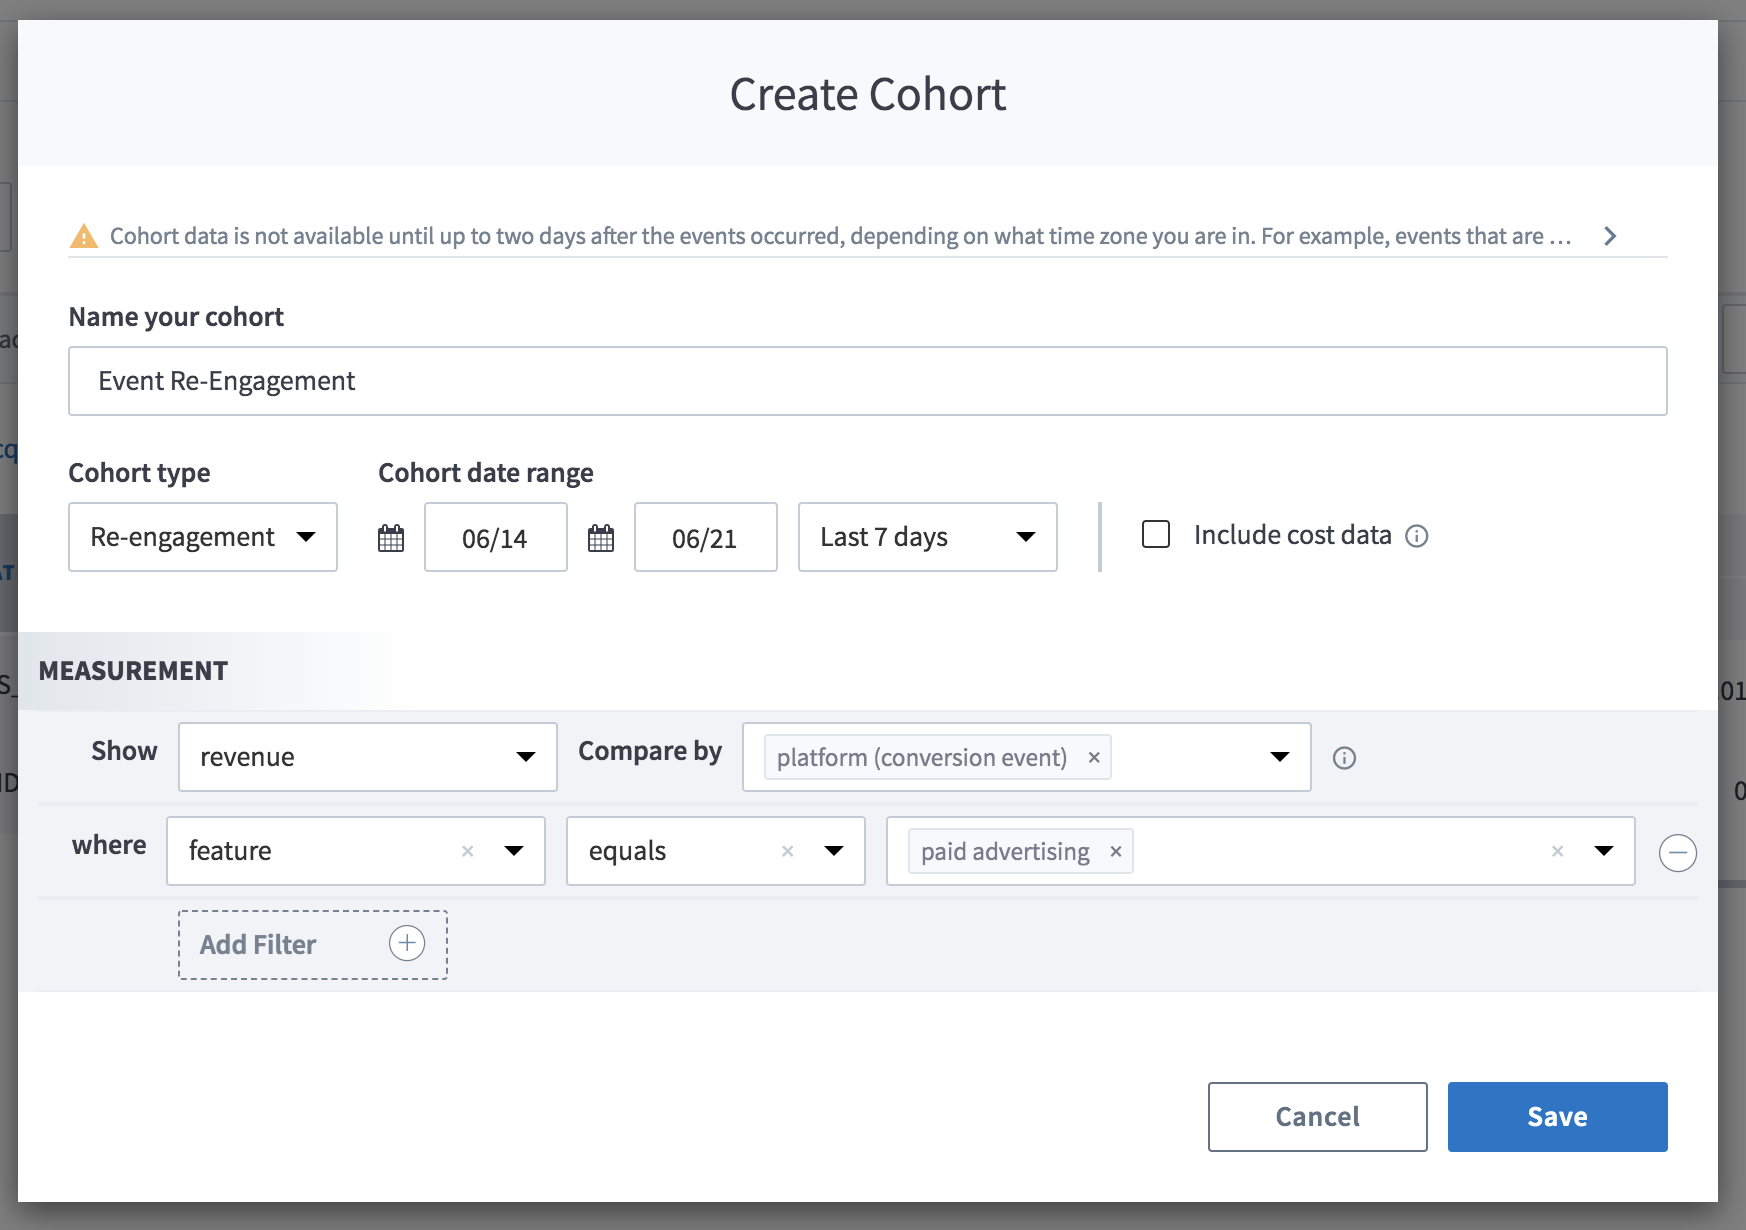 Create Cohort
Cohort data is not available until up to two days after the events occurred, depending on what time zone you are in. For example, events that are ...
Name your cohort
Event Re-Engagement
Cohort type Cohort date range
Re-engagement 06/14 06/21 Last 7 days Include cost data
MEASUREMENT
Show revenue Compare by platform (conversion event) ×
where feature × equals × paid advertising × ×
Add Filter
Cancel Save